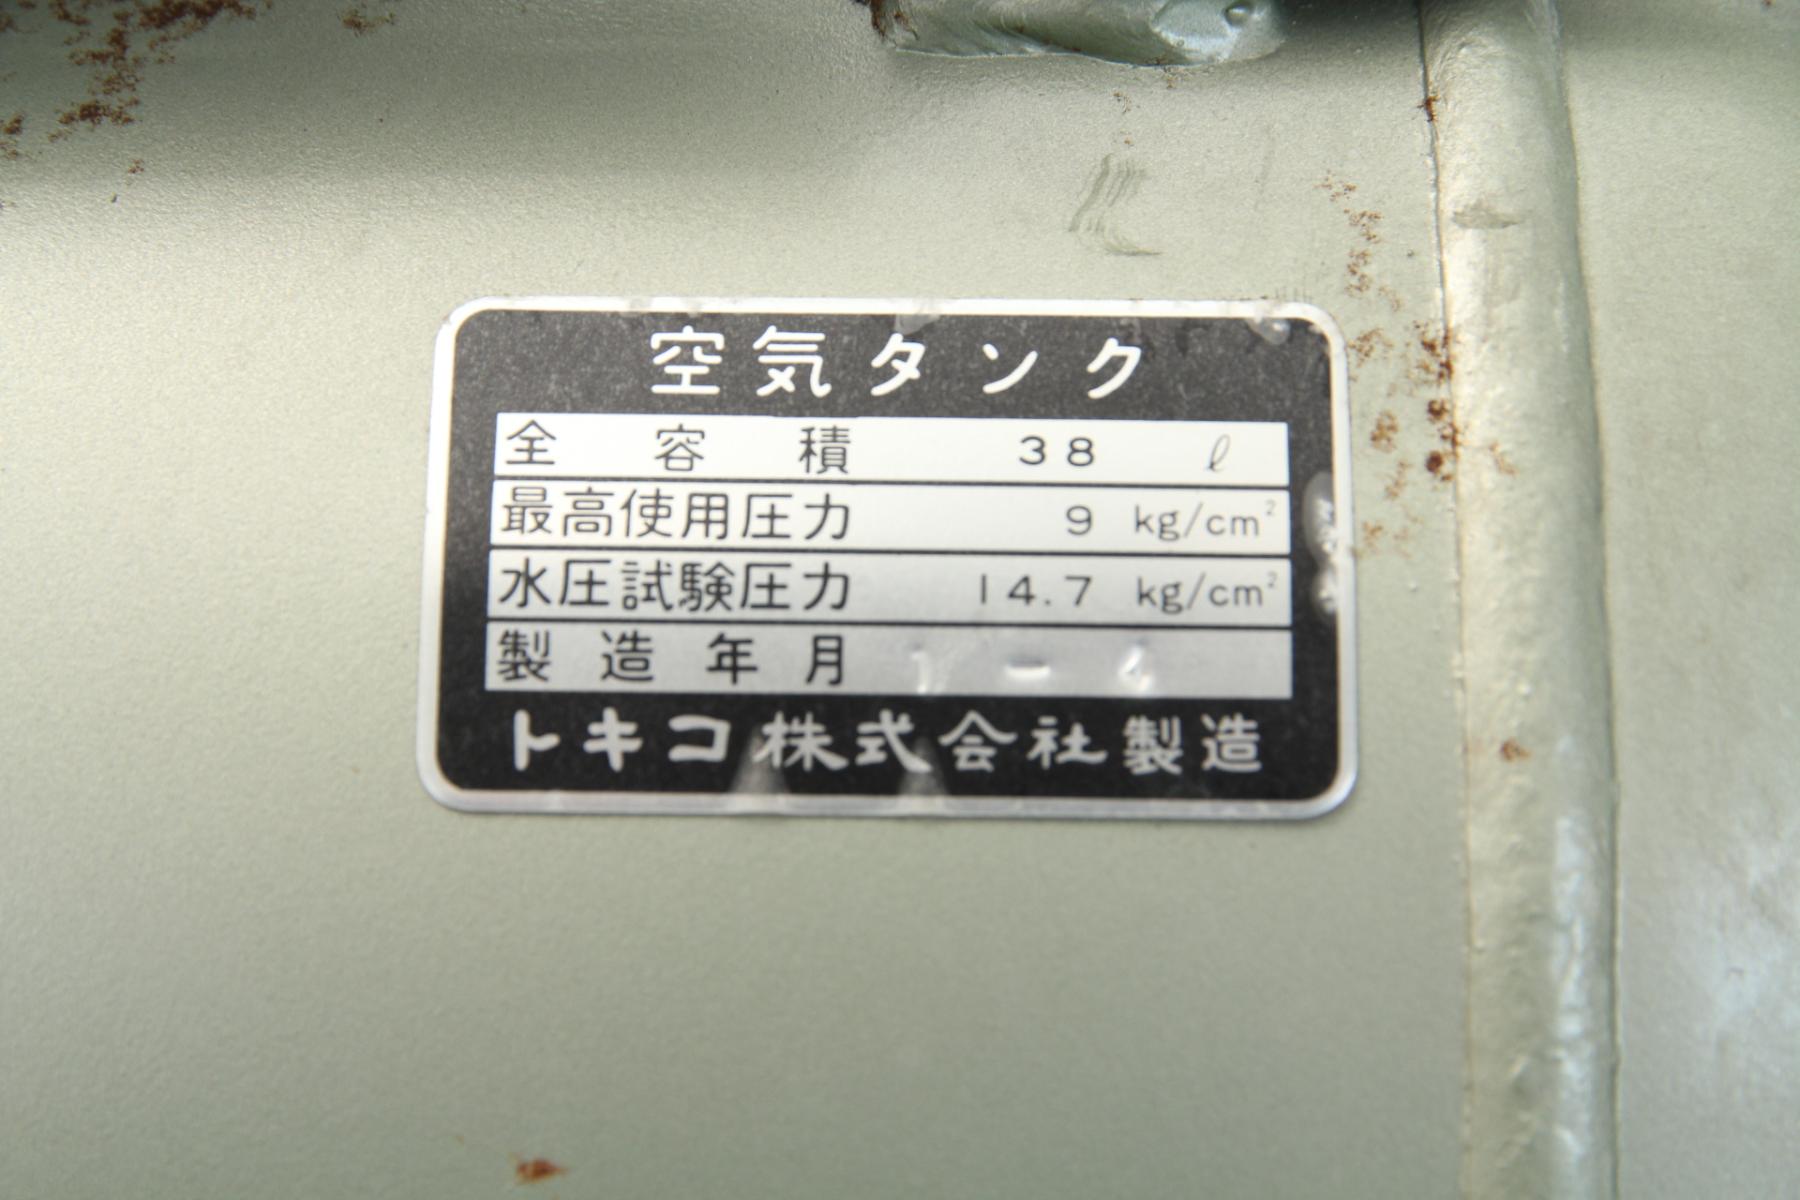 空気タンク
全容積 38 ℓ
最高使用圧力 9 kg/cm²
水圧試験圧力 14.7 kg/cm²
製造年月
トキコ株式会社製造